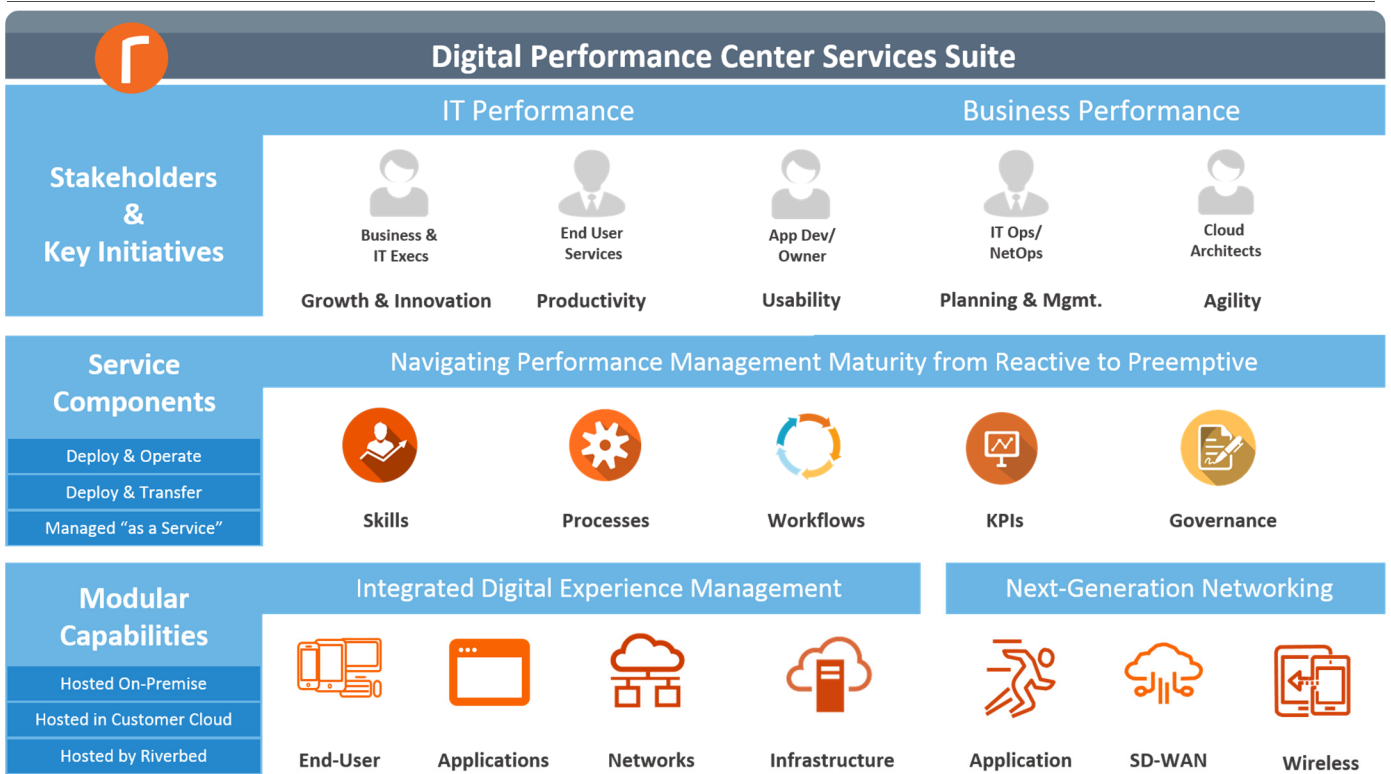 Digital Performance Center Services Suite
IT Performance
Business Performance
Stakeholders
&
Key Initiatives
Business &
IT Execs
End User
Services
App Dev/
Owner
IT Ops/
NetOps
Cloud
Architects
Growth & Innovation
Productivity
Usability
Planning & Mgmt.
Agility
Service
Components
Deploy & Operate
Deploy & Transfer
Managed “as a Service”
Navigating Performance Management Maturity from Reactive to Preemptive
Skills
Processes
Workflows
KPIs
Governance
Modular
Capabilities
Hosted On-Premise
Hosted in Customer Cloud
Hosted by Riverbed
Integrated Digital Experience Management
Next-Generation Networking
End-User
Applications
Networks
Infrastructure
Application
SD-WAN
Wireless